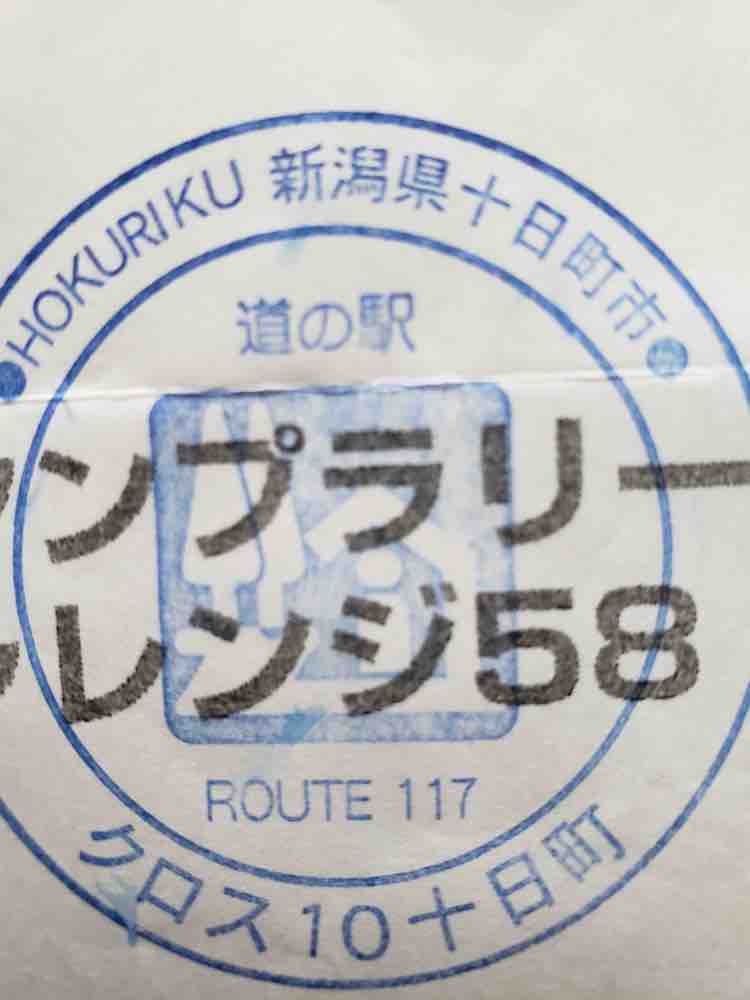 HOKURIKU 新潟県十日町市
道の駅
ンプラリー
レンジ58
ROUTE 117
クロス10十日町